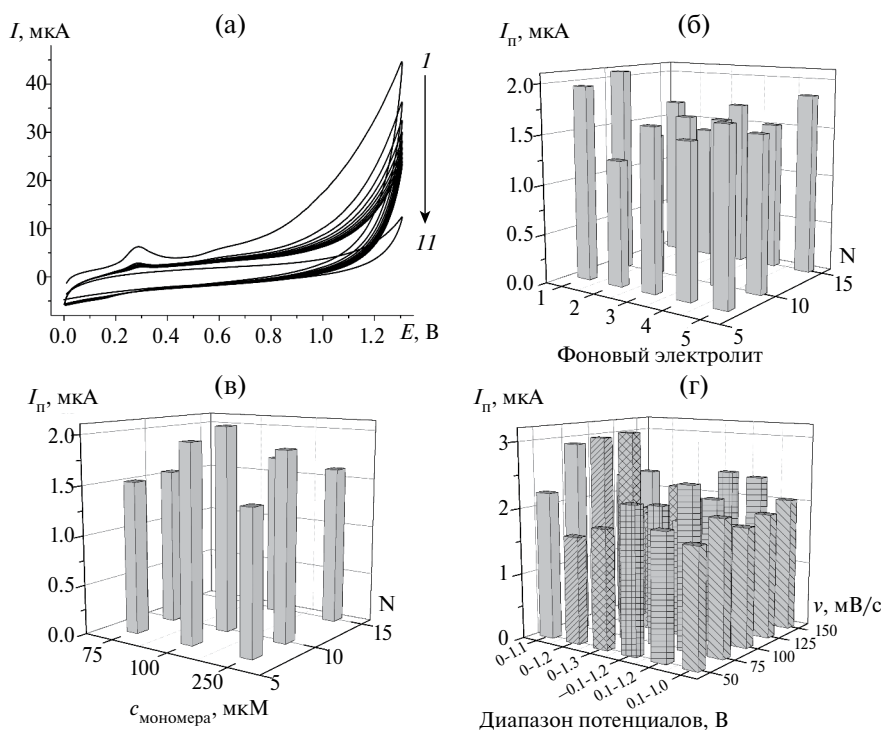 (а)
I, мкА
40
30
20
10
0
1
11
0.0 0.2 0.4 0.6 0.8 1.0 1.2 E, В
(б)
Iп, мкА
2.0
1.5
1.0
0.5
0.0
1 2 3 4 5
5 10 15
N
Фоновый электролит
(в)
Iп, мкА
2.0
1.5
1.0
0.5
0.0
75 100 250
5 10 15
N
cмономера, мкМ
(г)
Iп, мкА
3
2
1
0
0–1.1 0–1.2 0–1.3 –0.1–1.2 0.1–1.2 0.1–1.0
50 75 100 125 150
v, мВ/с
Диапазон потенциалов, В